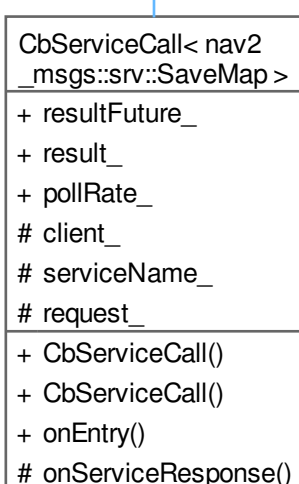 CbServiceCall< nav2
_msgs::srv::SaveMap >
+ resultFuture_
+ result_
+ pollRate_
# client_
# serviceName_
# request_
+ CbServiceCall()
+ CbServiceCall()
+ onEntry()
# onServiceResponse()